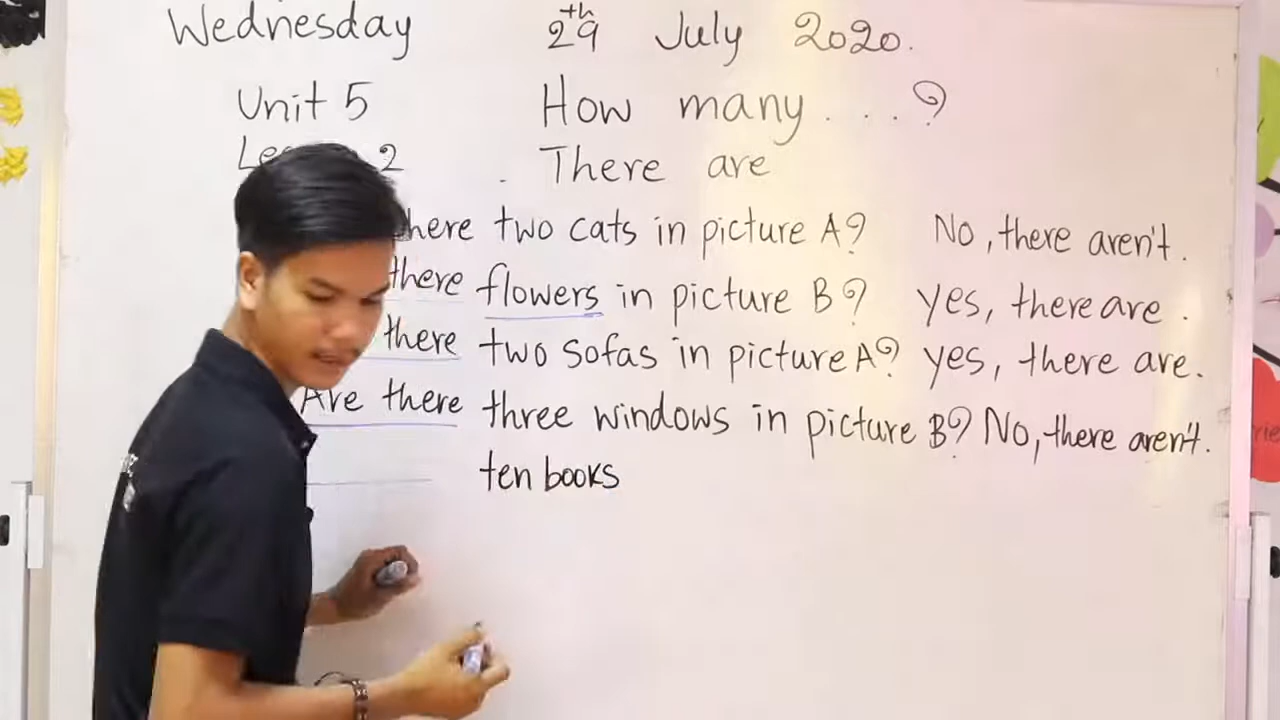 Wednesday 29th July 2020.
Unit 5 How many ...?
2 There are
two cats in picture A? No, there aren't.
there flowers in picture B? yes, there are.
there two sofas in picture A? yes, there are.
Are there three windows in picture B? No, there aren't.
ten books